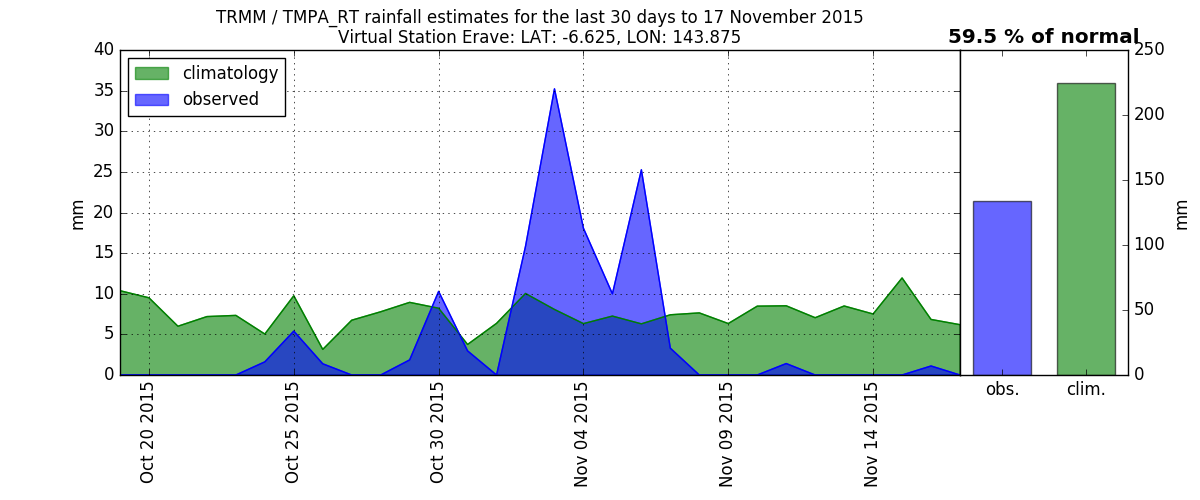 TRMM / TMPA_RT rainfall estimates for the last 30 days to 17 November 2015
Virtual Station Erave: LAT: -6.625, LON: 143.875
59.5 % of normal
climatology
observed
mm
40
35
30
25
20
15
10
5
0
Oct 20 2015
Oct 25 2015
Oct 30 2015
Nov 04 2015
Nov 09 2015
Nov 14 2015
250
200
150
100
50
0
mm
obs.
clim.